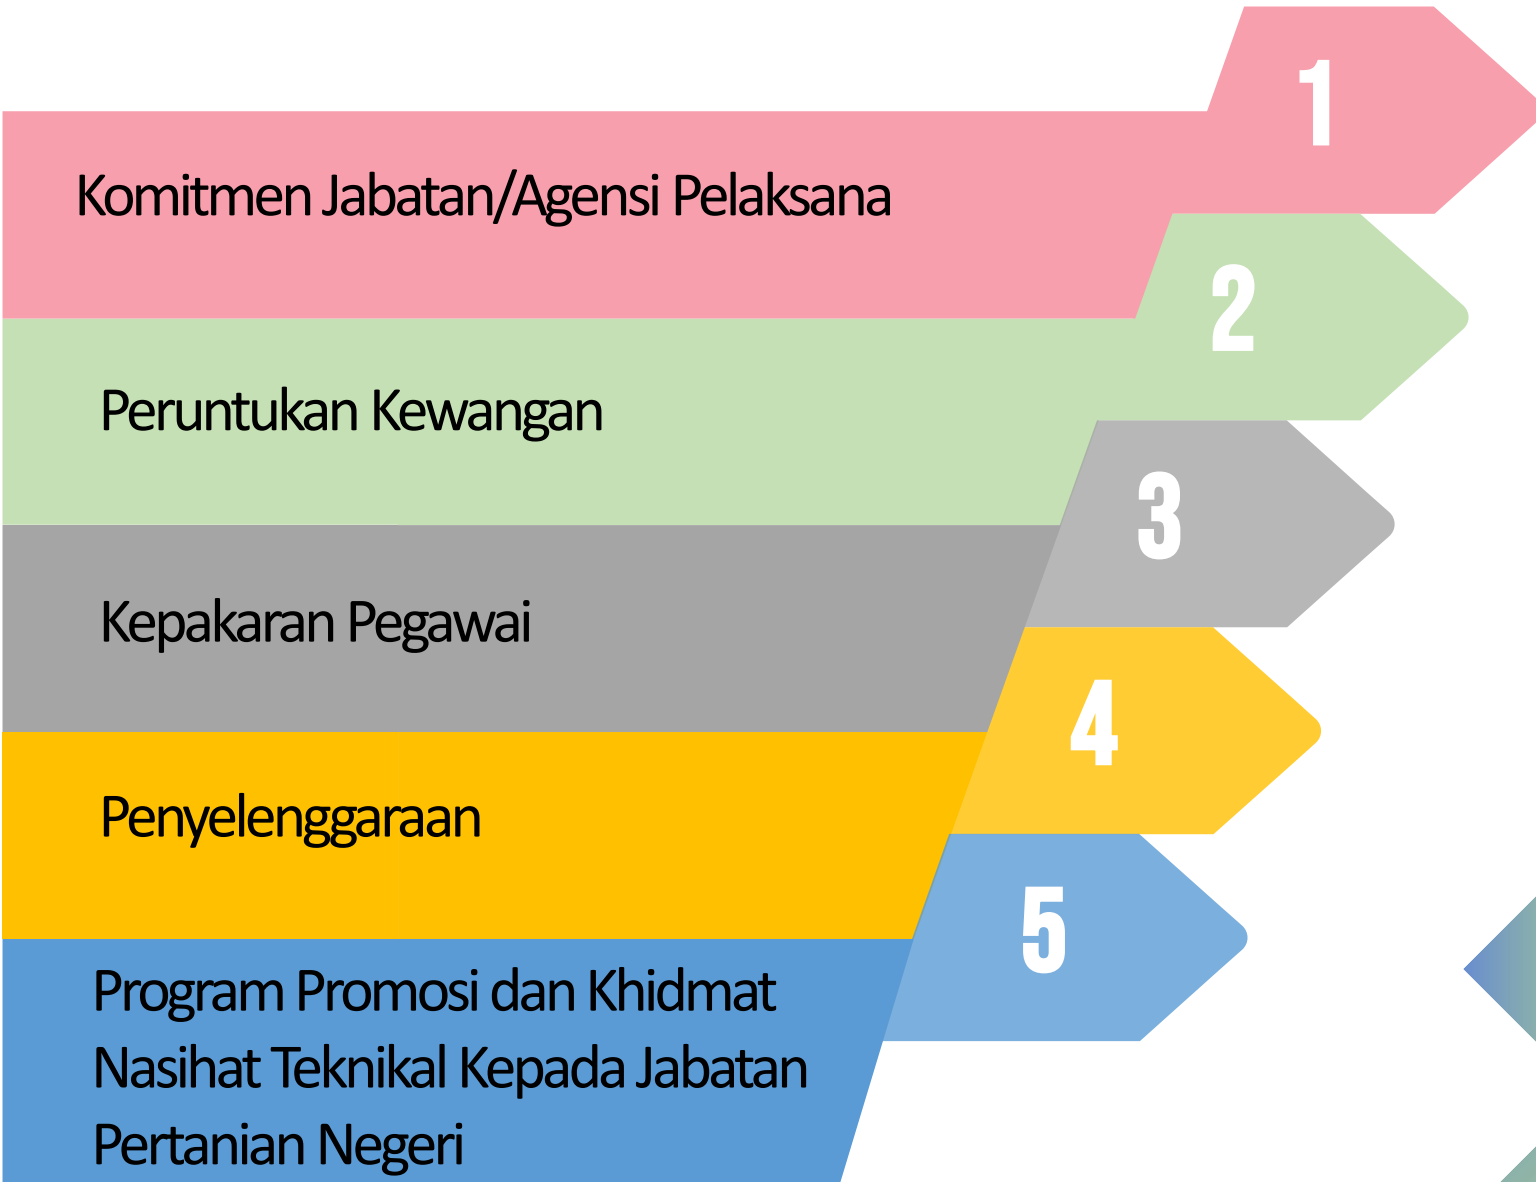 1
Komitmen Jabatan/Agensi Pelaksana
2
Peruntukan Kewangan
3
Kepakaran Pegawai
4
Penyelenggaraan
5
Program Promosi dan Khidmat
Nasihat Teknikal Kepada Jabatan
Pertanian Negeri